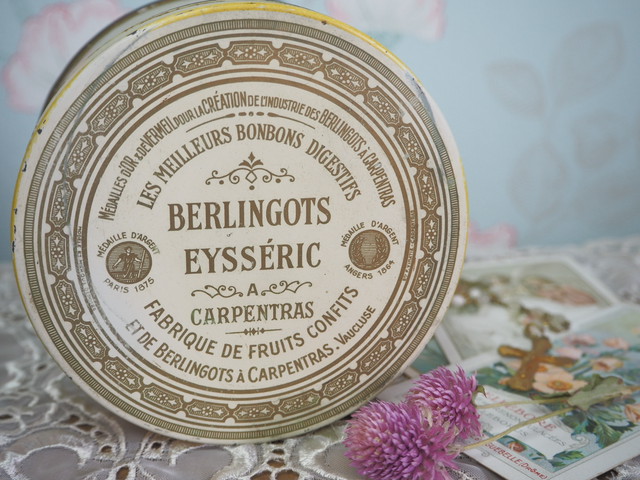 MÉDAILLES D'OR ET DE VERMEIL POUR LA CRÉATION DE L'INDUSTRIE DES BERLINGOTS À CARPENTRAS
LES MEILLEURS BONBONS DIGESTIFS
BERLINGOTS
EYSSÉRIC
A
CARPENTRAS
MÉDAILLE D'ARGENT
PARIS 1875
MÉDAILLE D'ARGENT
ANGERS 1864
FABRIQUE DE FRUITS CONFITS
ET DE BERLINGOTS À CARPENTRAS. VAUCLUSE